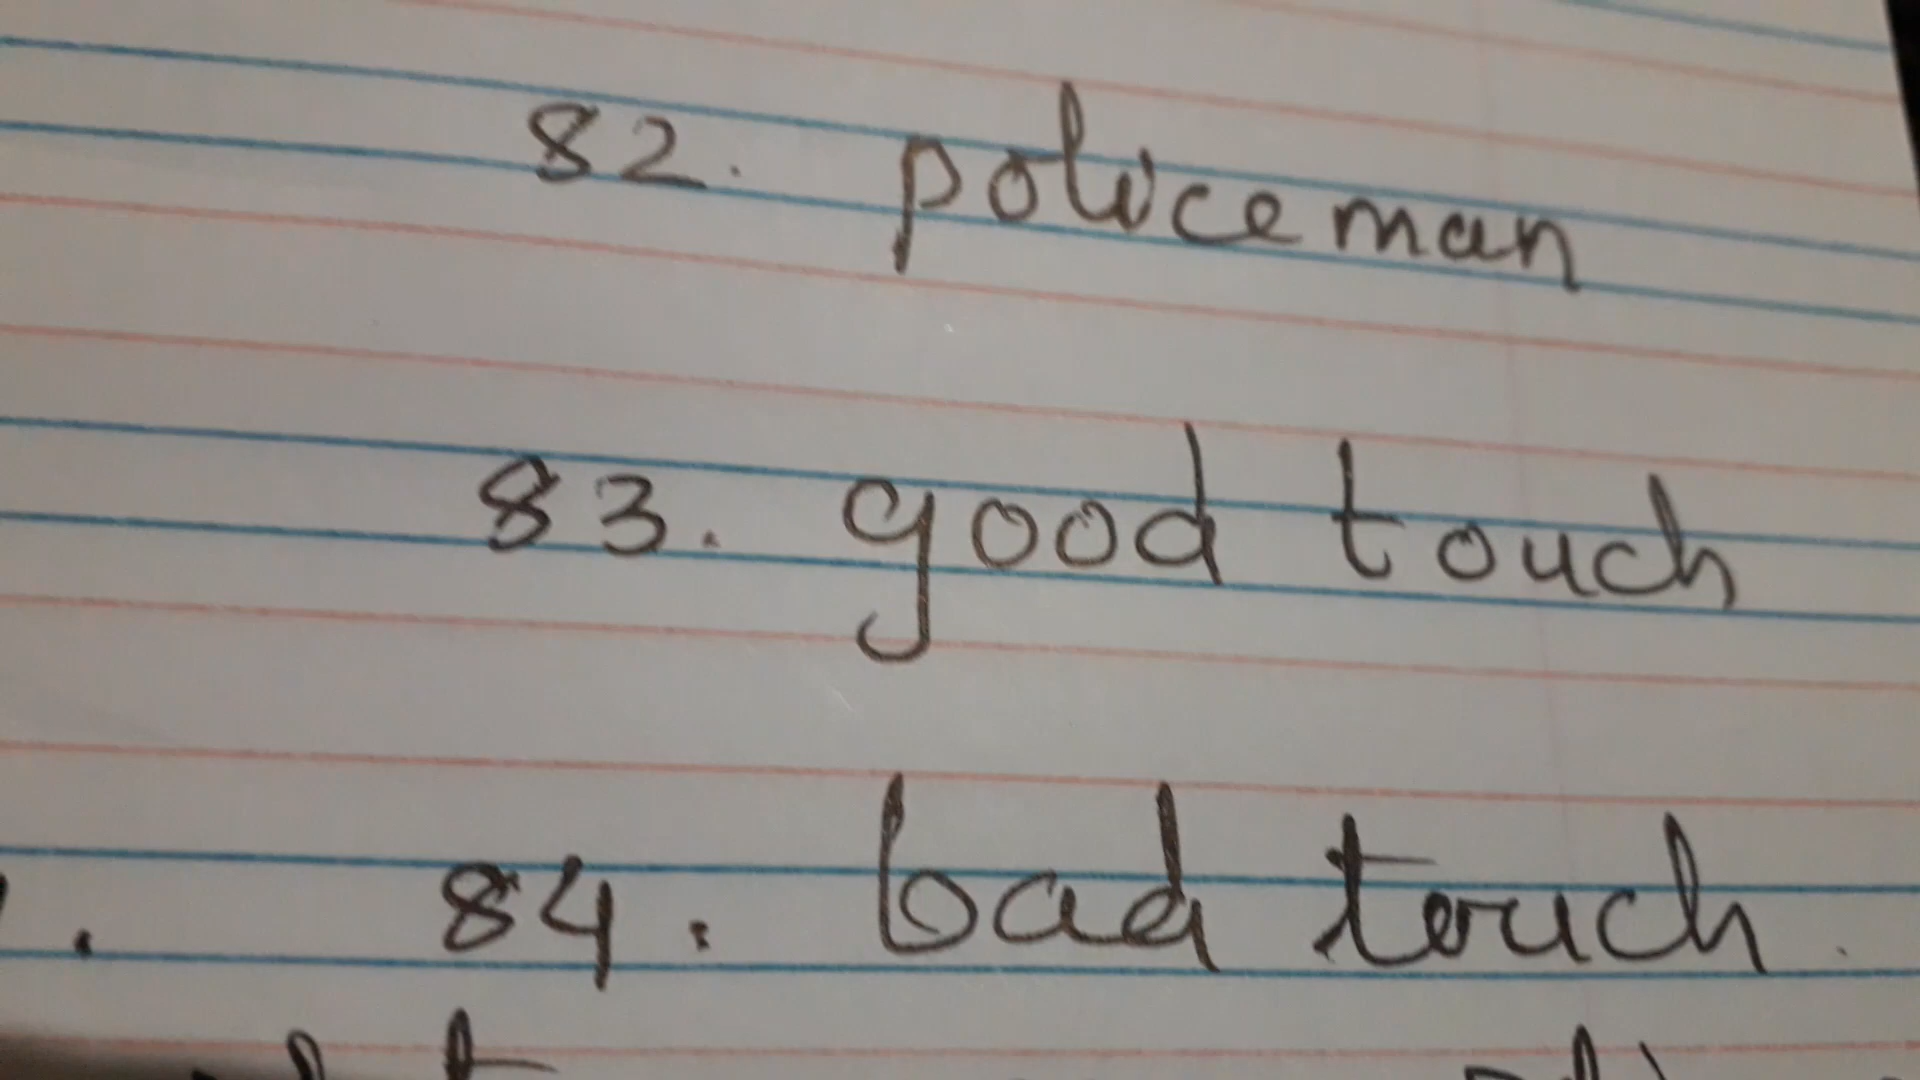 82. policeman
83. good touch
84. bad touch